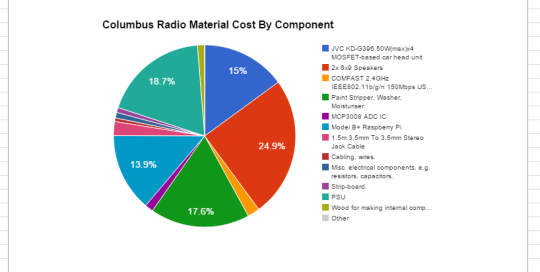 Columbus Radio Material Cost By Component
JVC KD-G396 50W(max)x4
MOSFET-based car head unit
2x 6x9 Speakers
COMFAST 2.4GHz
IEEE802.11b/g/n 150Mbps US...
Paint Stripper, Washer,
Moisturiser
MCP3008 ADC IC
Model B+ Raspberry Pi
1.5m 3.5mm To 3.5mm Stereo
Jack Cable
Cabling, wires.
Misc. electrical components, e.g.
resistors, capacitors.
Strip-board.
PSU
Wood for making internal comp...
Other
15%
24.9%
17.6%
13.9%
18.7%